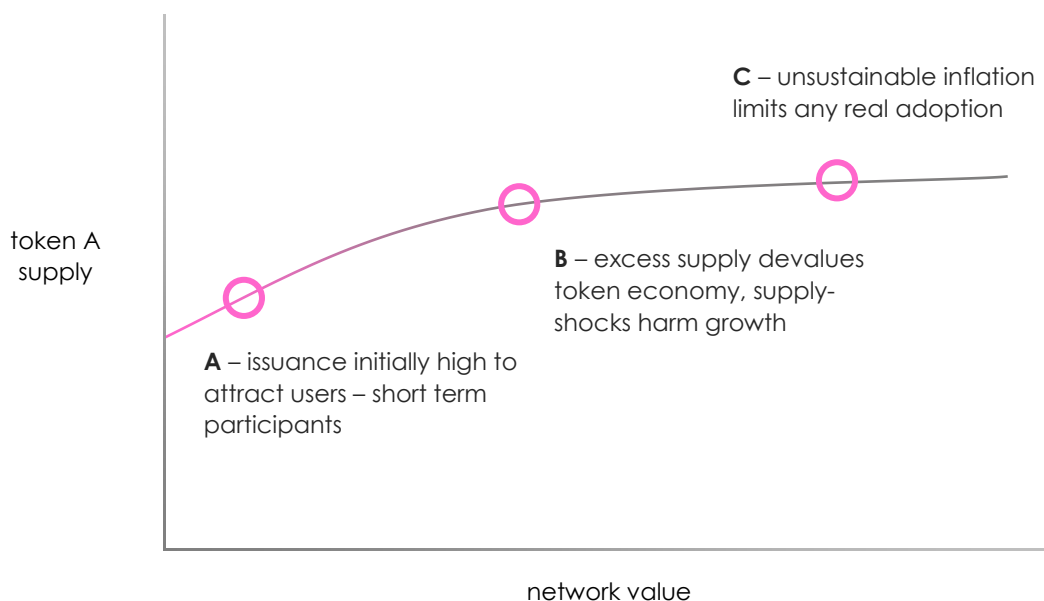 C – unsustainable inflation
limits any real adoption
token A
supply
B – excess supply devalues
token economy, supply-
shocks harm growth
A – issuance initially high to
attract users – short term
participants
network value